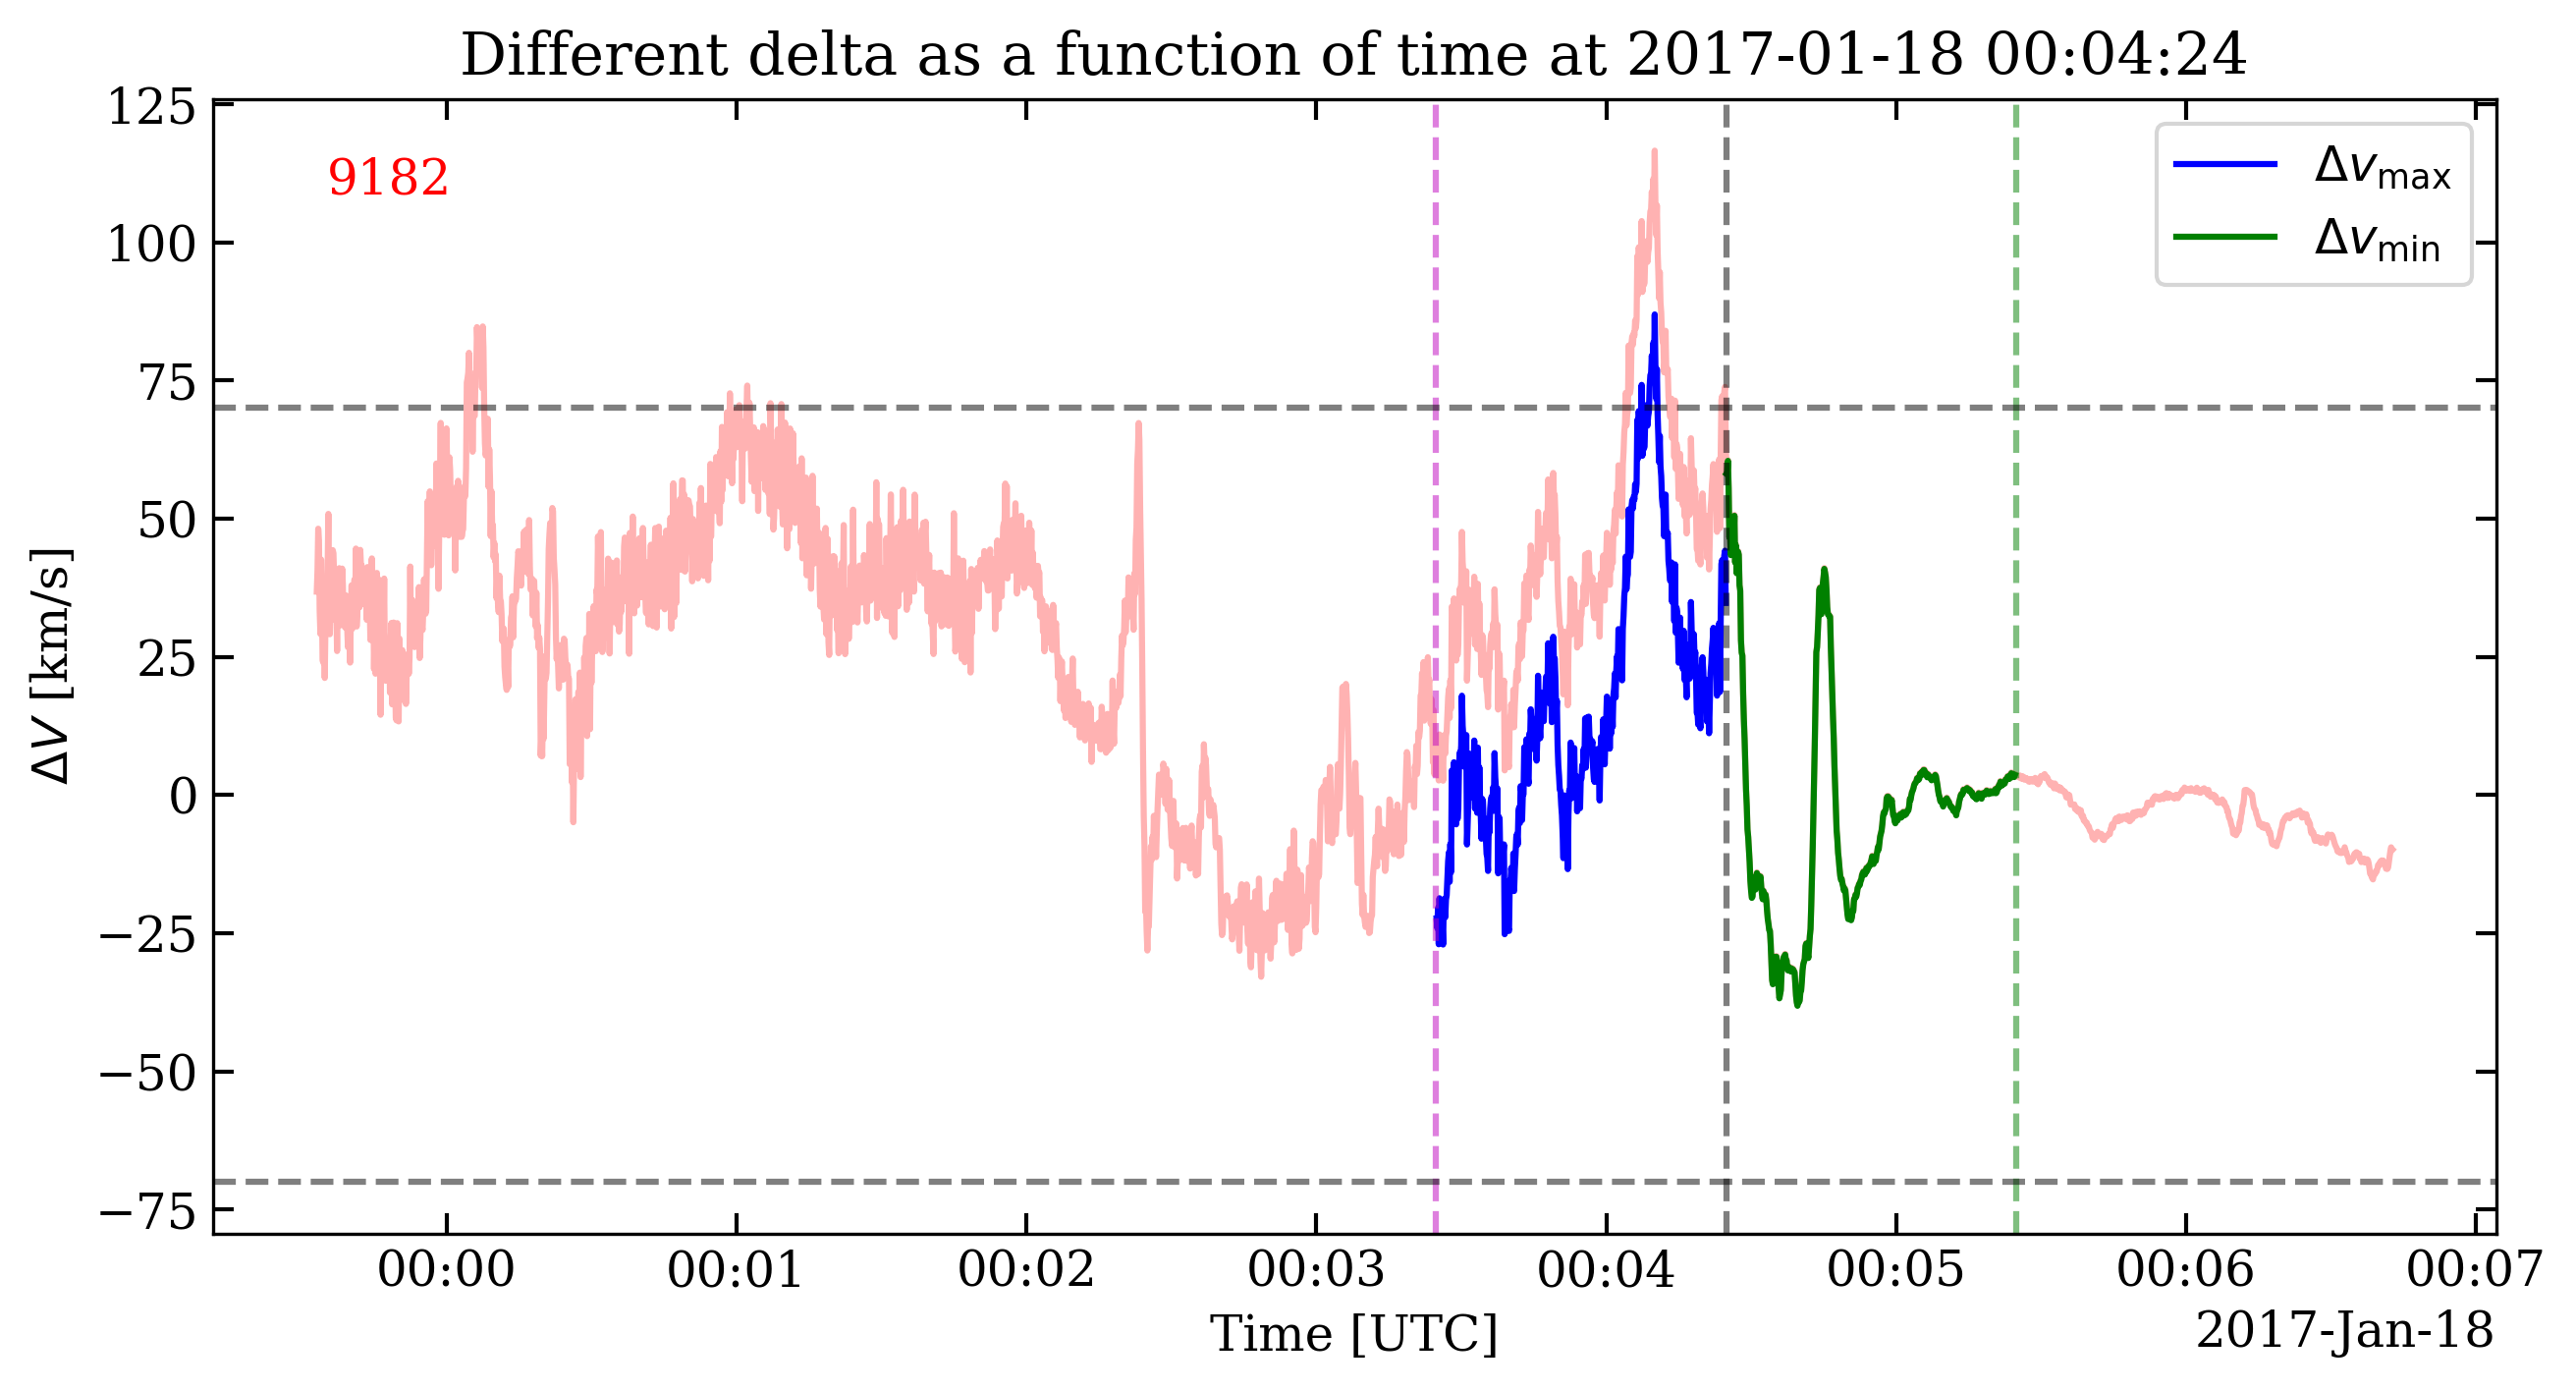 Different delta as a function of time at 2017-01-18 00:04:24
9182
Δv_max
Δv_min
ΔV [km/s]
125
100
75
50
25
0
−25
−50
−75
00:00 00:01 00:02 00:03 00:04 00:05 00:06 00:07
Time [UTC]
2017-Jan-18